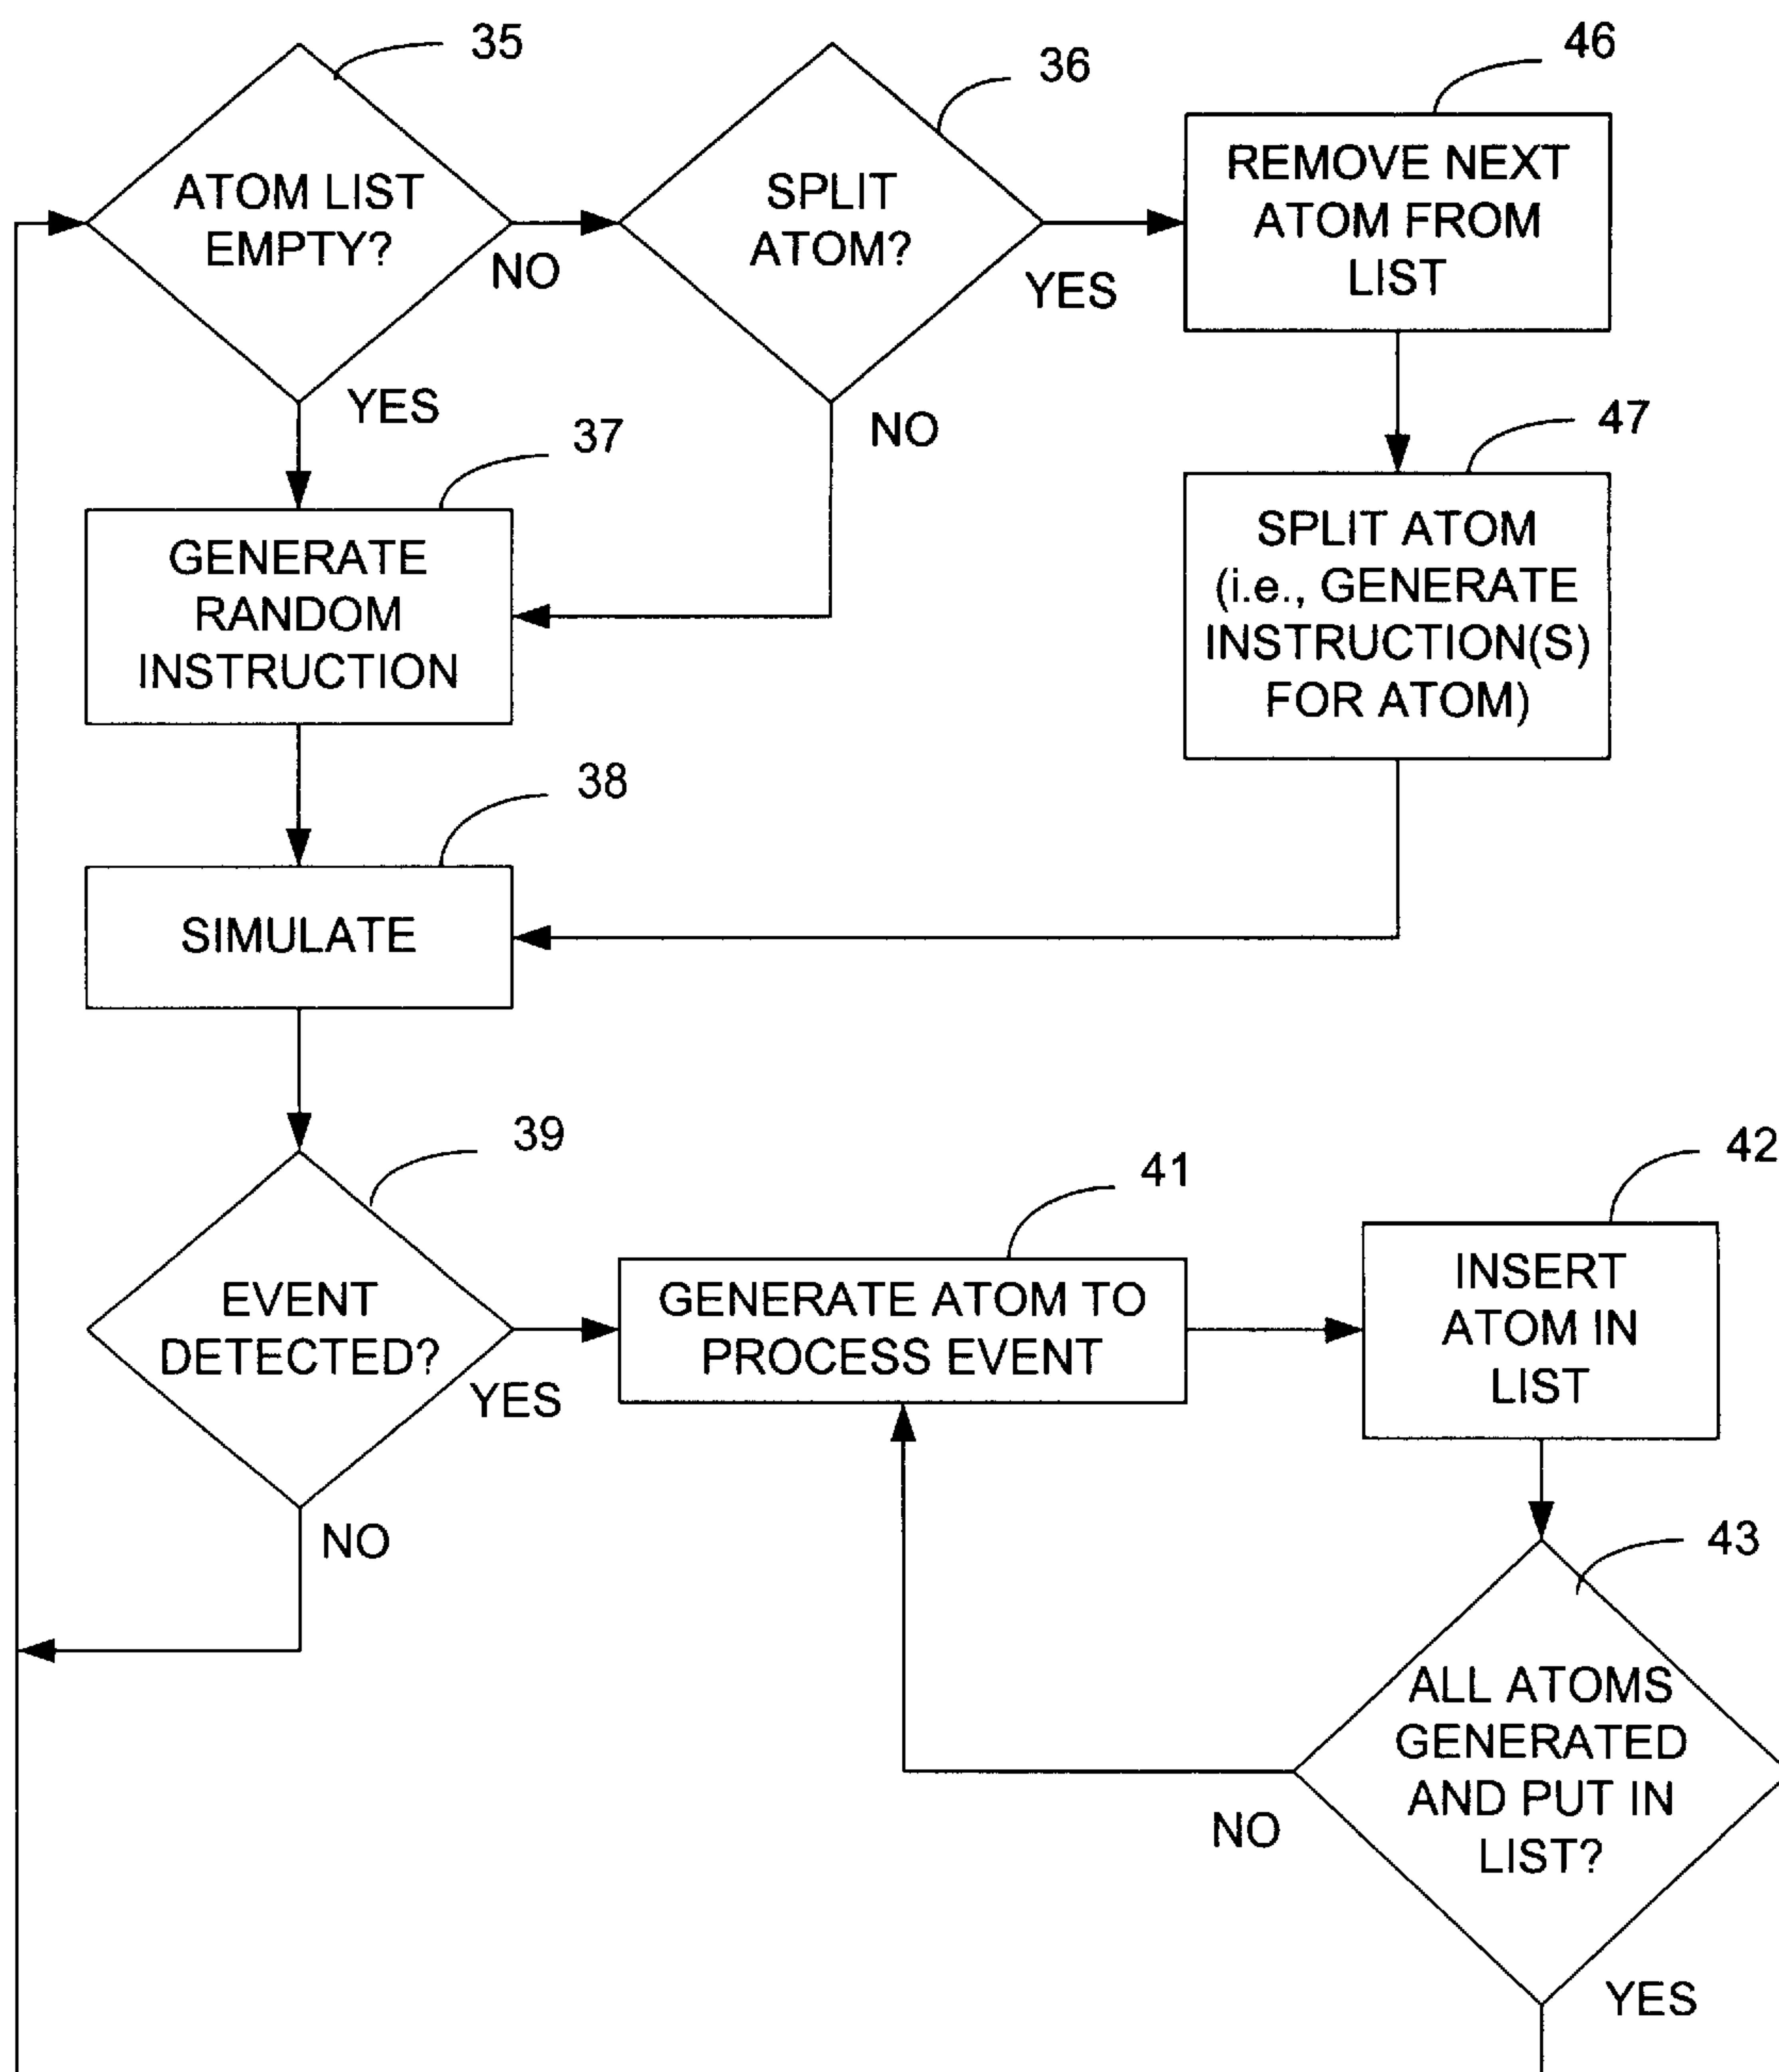 35
ATOM LIST
EMPTY?
NO
YES
36
SPLIT
ATOM?
YES
NO
46
REMOVE NEXT
ATOM FROM
LIST
47
SPLIT ATOM
(i.e., GENERATE
INSTRUCTION(S)
FOR ATOM)
37
GENERATE
RANDOM
INSTRUCTION
38
SIMULATE
39
EVENT
DETECTED?
YES
NO
41
GENERATE ATOM TO
PROCESS EVENT
42
INSERT
ATOM IN
LIST
43
ALL ATOMS
GENERATED
AND PUT IN
LIST?
NO
YES